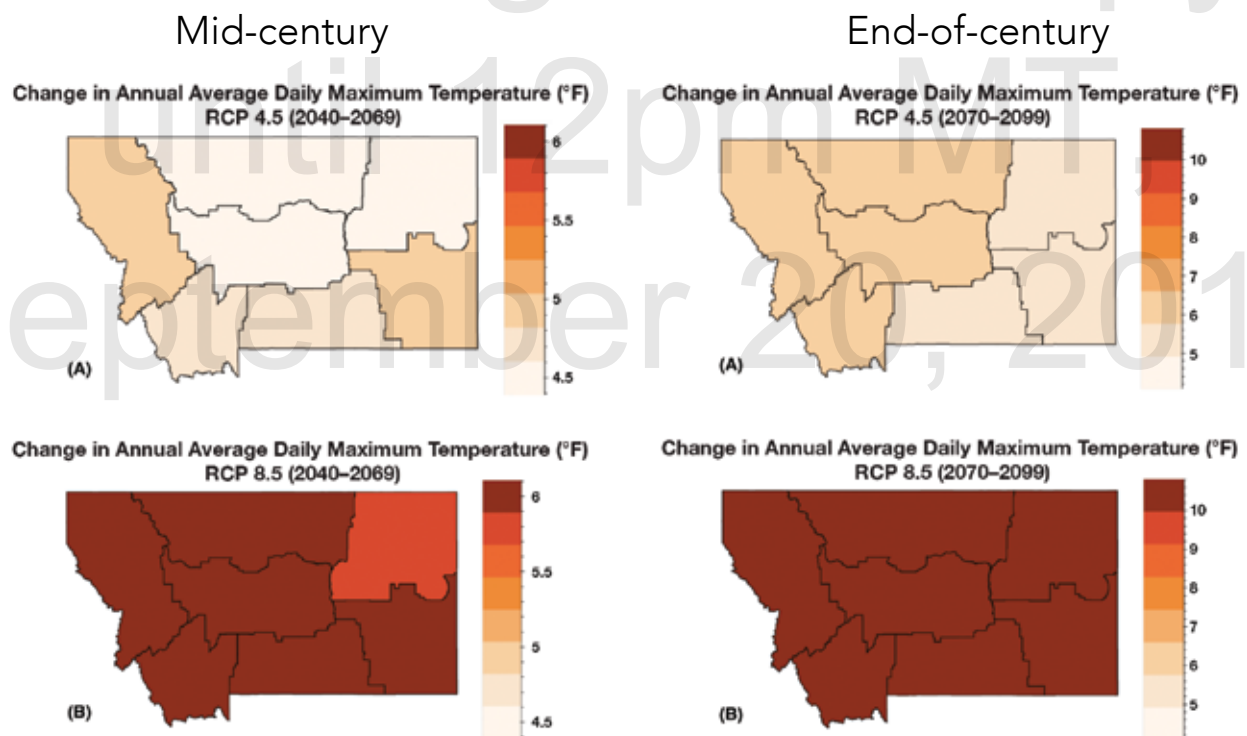 Mid-century
End-of-century
until 12pm MT,
eptember 20, 201
Change in Annual Average Daily Maximum Temperature (°F)
RCP 4.5 (2040–2069)
6
5.5
5
4.5
(A)
Change in Annual Average Daily Maximum Temperature (°F)
RCP 4.5 (2070–2099)
10
9
8
7
6
5
(A)
Change in Annual Average Daily Maximum Temperature (°F)
RCP 8.5 (2040–2069)
6
5.5
5
4.5
(B)
Change in Annual Average Daily Maximum Temperature (°F)
RCP 8.5 (2070–2099)
10
9
8
7
6
5
(B)